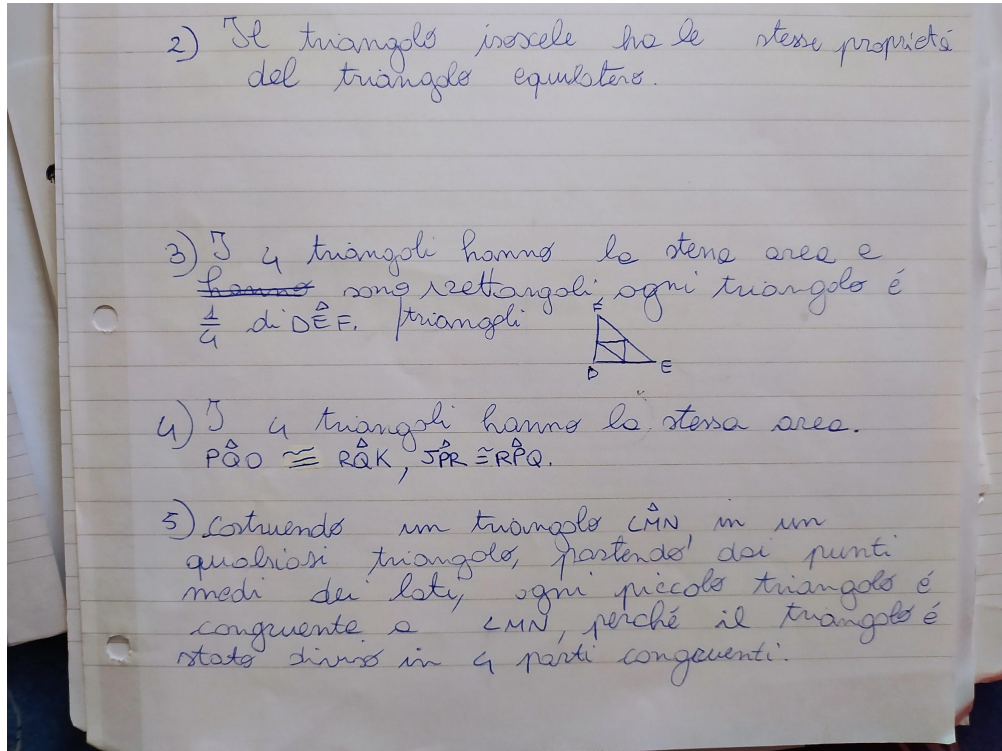 2) Il triangolo isoscele ha le stesse proprietá
del triangolo equilatero.
3) I 4 triangoli hanno la stessa area e
hanno sono rettangoli, ogni triangolo é
1/4 di DÊF. triangoli
F
D E
4) I 4 triangoli hanno la stessa area.
PQ̂O ≅ RQ̂K, JP̂R ≅ RP̂Q.
5) Costruendo un triangolo LM̂N in un
qualsiasi triangolo, partendo dai punti
medi dei lati, ogni piccolo triangolo é
congruente a LMN, perché il triangolo é
stato diviso in 4 parti congruenti.